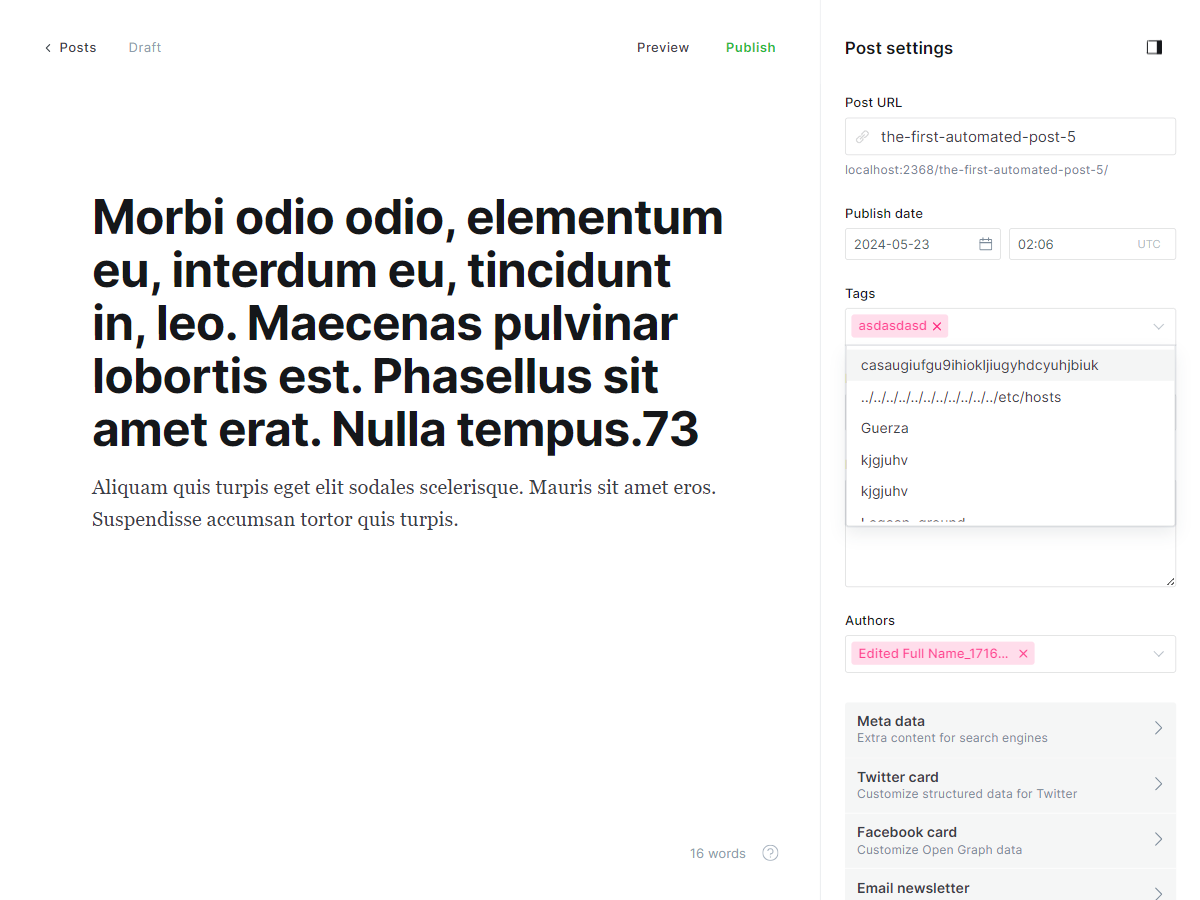 Posts
Draft
Preview
Publish
Morbi odio odio, elementum
eu, interdum eu, tincidunt
in, leo. Maecenas pulvinar
lobortis est. Phasellus sit
amet erat. Nulla tempus.73
Aliquam quis turpis eget elit sodales scelerisque. Mauris sit amet eros.
Suspendisse accumsan tortor quis turpis.
16 words
?
Post settings
Post URL
the-first-automated-post-5
localhost:2368/the-first-automated-post-5/
Publish date
2024-05-23
02:06
UTC
Tags
asdasdasd
casaugiufgu9ihiokljiugyhdcyuhjbiuk
../../../../../../../../../../../etc/hosts
Guerza
kjgjuhv
kjgjuhv
Authors
Edited Full Name_1716...
Meta data
Extra content for search engines
Twitter card
Customize structured data for Twitter
Facebook card
Customize Open Graph data
Email newsletter